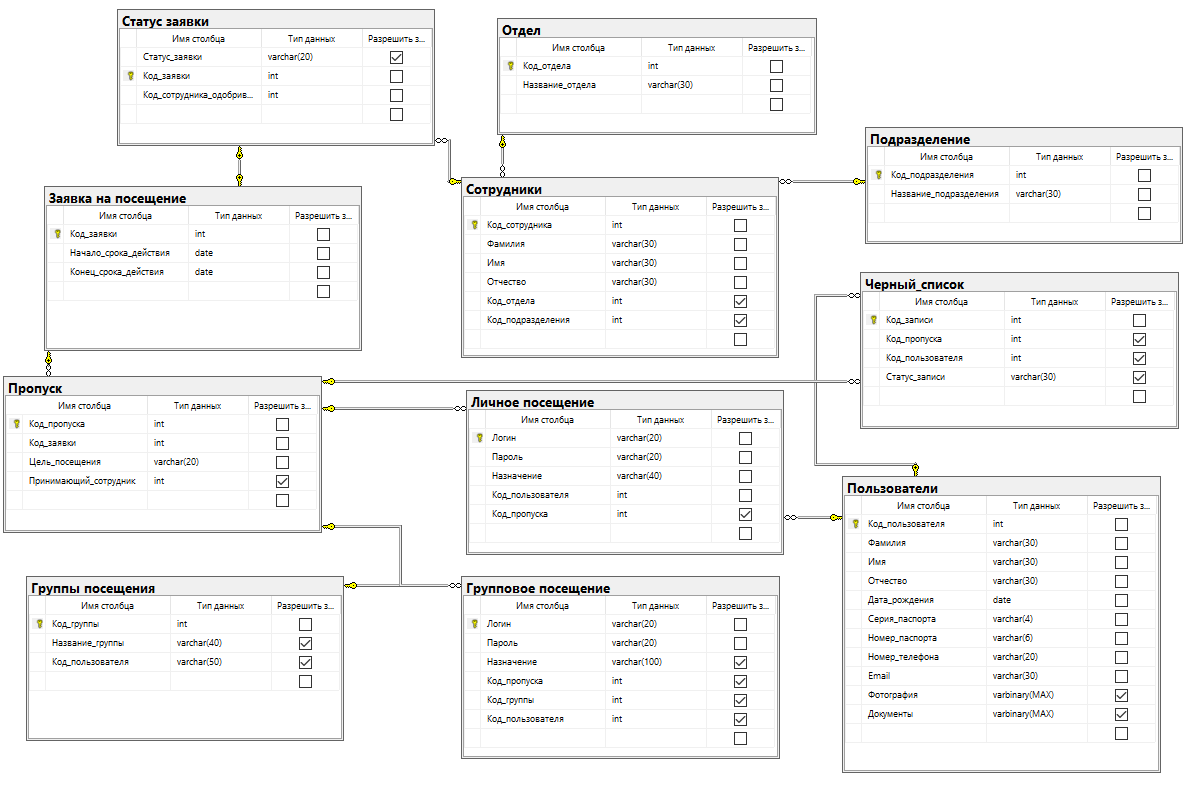 Статус заявки
Имя столбца Тип данных Разрешить з...
Статус_заявки varchar(20)
Код_заявки int
Код_сотрудника_одобрив... int
Отдел
Имя столбца Тип данных Разрешить з...
Код_отдела int
Название_отдела varchar(30)
Подразделение
Имя столбца Тип данных Разрешить з...
Код_подразделения int
Название_подразделения varchar(30)
Заявка на посещение
Имя столбца Тип данных Разрешить з...
Код_заявки int
Начало_срока_действия date
Конец_срока_действия date
Сотрудники
Имя столбца Тип данных Разрешить з...
Код_сотрудника int
Фамилия varchar(30)
Имя varchar(30)
Отчество varchar(30)
Код_отдела int
Код_подразделения int
Черный_список
Имя столбца Тип данных Разрешить з...
Код_записи int
Код_пропуска int
Код_пользователя int
Статус_записи varchar(30)
Пропуск
Имя столбца Тип данных Разрешить з...
Код_пропуска int
Код_заявки int
Цель_посещения varchar(20)
Принимающий_сотрудник int
Личное посещение
Имя столбца Тип данных Разрешить з...
Логин varchar(20)
Пароль varchar(20)
Назначение varchar(40)
Код_пользователя int
Код_пропуска int
Пользователи
Имя столбца Тип данных Разрешить з...
Код_пользователя int
Фамилия varchar(30)
Имя varchar(30)
Отчество varchar(30)
Дата_рождения date
Серия_паспорта varchar(4)
Номер_паспорта varchar(6)
Номер_телефона varchar(20)
Email varchar(30)
Фотография varbinary(MAX)
Документы varbinary(MAX)
Группы посещения
Имя столбца Тип данных Разрешить з...
Код_группы int
Название_группы varchar(40)
Код_пользователя varchar(50)
Групповое посещение
Имя столбца Тип данных Разрешить з...
Логин varchar(20)
Пароль varchar(20)
Назначение varchar(100)
Код_пропуска int
Код_группы int
Код_пользователя int